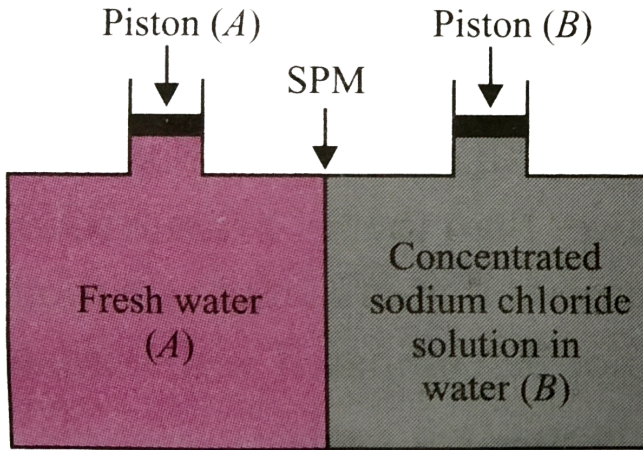 Piston (A)
Piston (B)
SPM
Fresh water
(A)
Concentrated
sodium chloride
solution in
water (B)